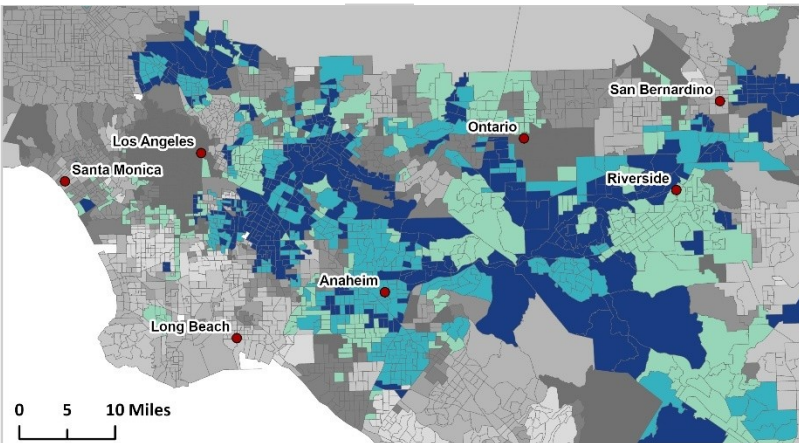 San Bernardino
Ontario
Los Angeles
Santa Monica
Riverside
Anaheim
Long Beach
0 5 10 Miles